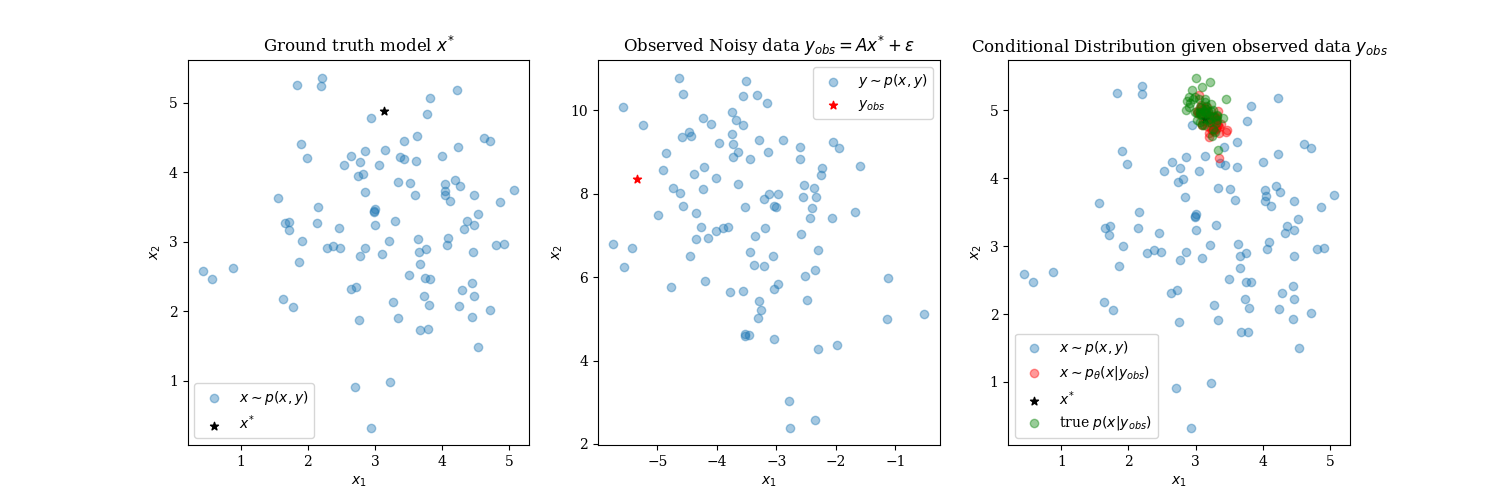 Ground truth model x*
Observed Noisy data y_obs = Ax* + ε
Conditional Distribution given observed data y_obs
x₂
5
4
3
2
1
x ~ p(x, y)
x*
1 2 3 4 5
x₁
x₂
10
8
6
4
2
y ~ p(x, y)
y_obs
−5 −4 −3 −2 −1
x₁
x₂
5
4
3
2
1
x ~ p(x, y)
x ~ p_θ(x|y_obs)
x*
true p(x|y_obs)
1 2 3 4 5
x₁